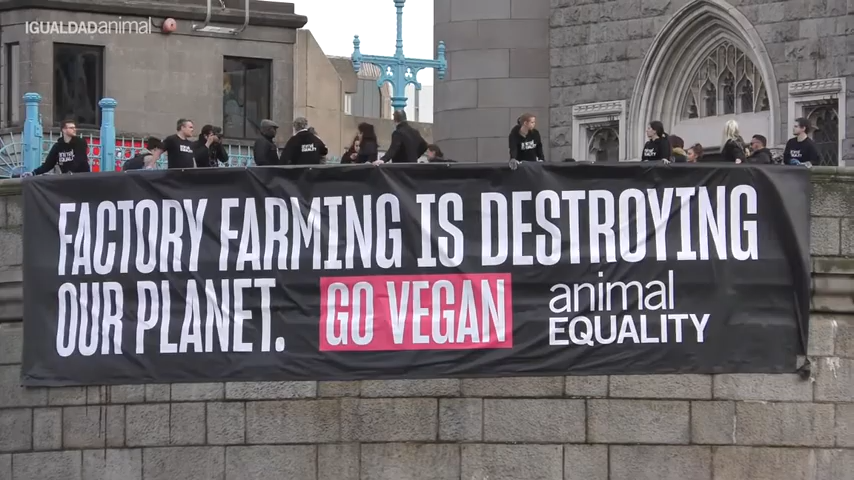 IGUALDADanimal
FACTORY FARMING IS DESTROYING
OUR PLANET. GO VEGAN
animal
EQUALITY